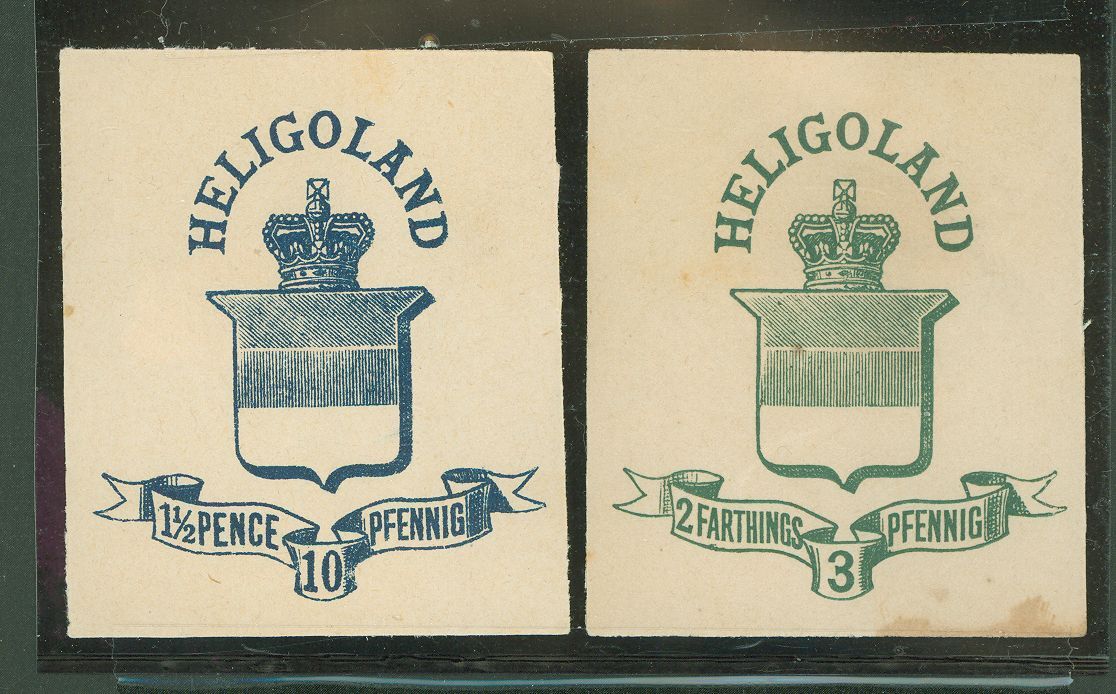 HELIGOLAND
1½ PENCE 10 PFENNIG
HELIGOLAND
2 FARTHINGS 3 PFENNIG